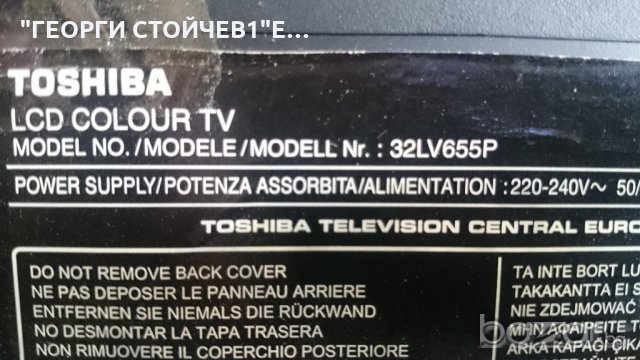 "ГЕОРГИ СТОЙЧЕВ1"Е...
TOSHIBA
LCD COLOUR TV
MODEL NO./MODELE/MODELL Nr. : 32LV655P
POWER SUPPLY/POTENZA ASSORBITA/ALIMENTATION : 220-240V~ 50/
TOSHIBA TELEVISION CENTRAL EURO
DO NOT REMOVE BACK COVER
NE PAS DEPOSER LE PANNEAU ARRIERE
ENTFERNEN SIE NIEMALS DIE RÜCKWAND
NO DESMONTAR LA TAPA TRASERA
NON RIMUOVERE IL COPERCHIO POSTERIORE
TA INTE BORT LU
TAKAKANTTA EI S
NIE ZDEJMOWAĆ
ΜΗΝ ΑΦΑΙΡΕΙΤΕ Τ
ARKA KAPAĞI ÇIKA